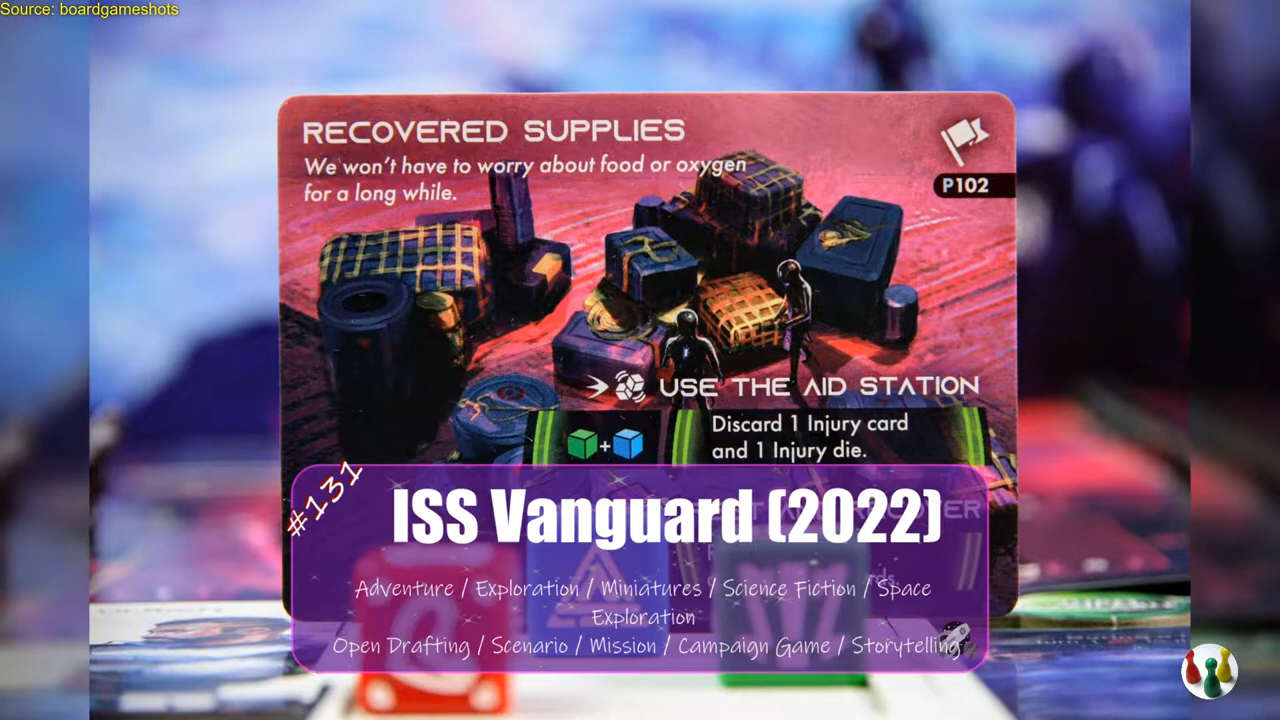 Source: boardgameshots
RECOVERED SUPPLIES
We won't have to worry about food or oxygen
for a long while.
P102
USE THE AID STATION
+
Discard 1 Injury card
and 1 Injury die.
#131
ISS Vanguard (2022)
Adventure / Exploration / Miniatures / Science Fiction / Space
Exploration
Open Drafting / Scenario / Mission / Campaign Game / Storytelling